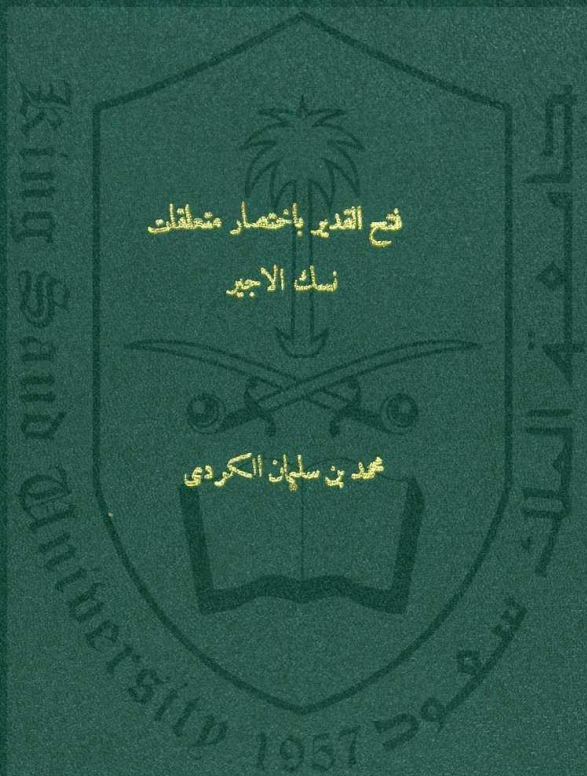 فتح القدير باختصار متعلقات
نسك الاجير
محمد بن سليمان الكردى
King Saud University
1957
جامعة الملك سعود